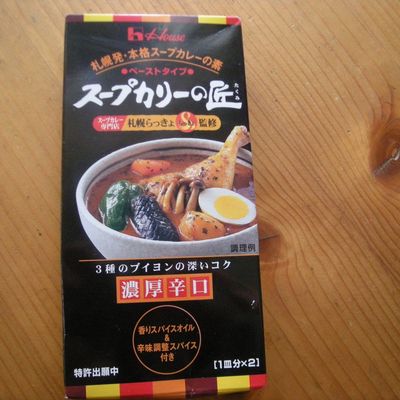 House
札幌発・本格スープカレーの素
●ペーストタイプ●
スープカリーの匠
たくみ
スープカレー
専門店
札幌らっきょ
監修
調理例
3種のブイヨンの深いコク
濃厚辛口
香りスパイスオイル
&
辛味調整スパイス
付き
特許出願中
[1皿分×2]